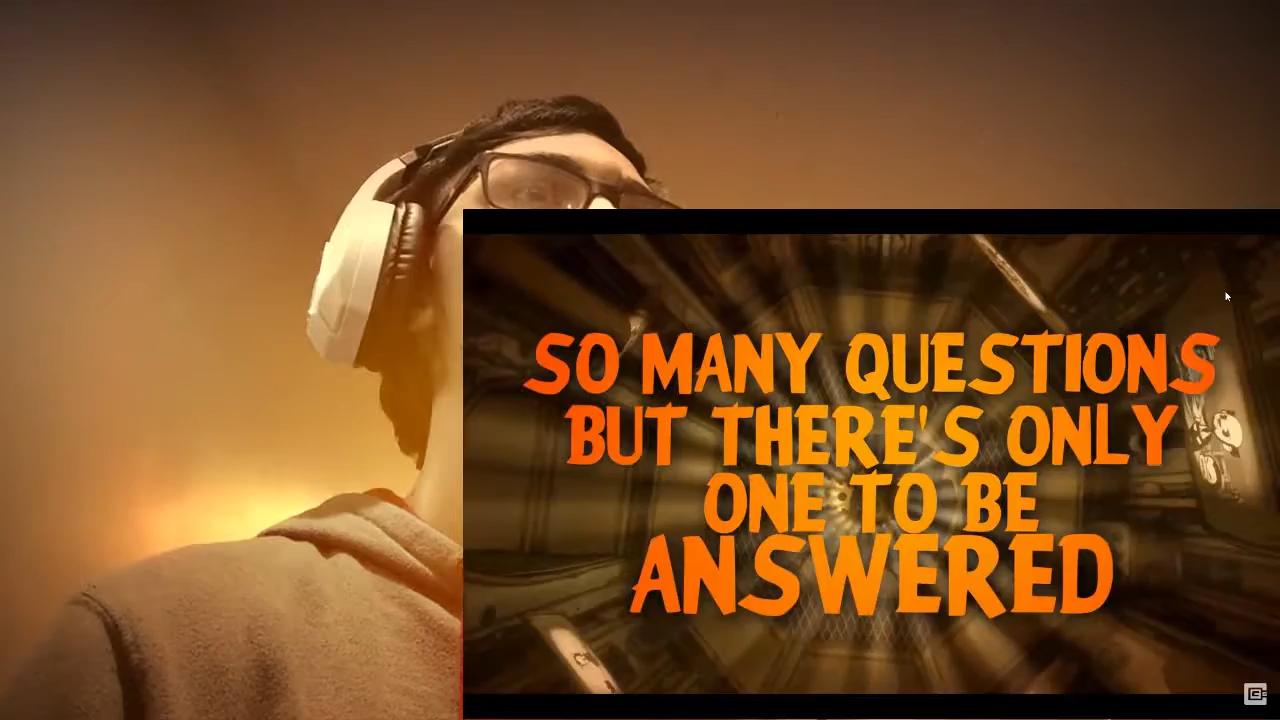 SO MANY QUESTIONS
BUT THERE'S ONLY
ONE TO BE
ANSWERED